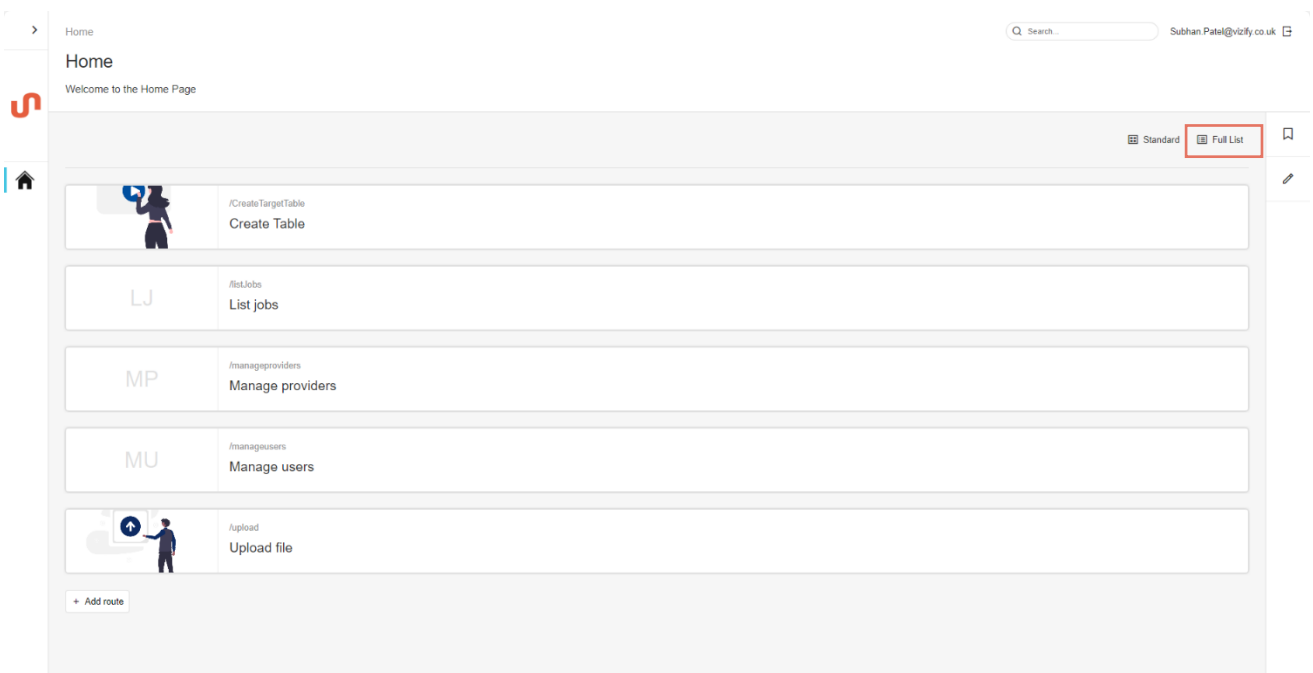 Home
Search...
Subhan.Patel@vizify.co.uk
Home
Welcome to the Home Page
Standard
Full List
/CreateTargetTable
Create Table
LJ
/listJobs
List jobs
MP
/manageproviders
Manage providers
MU
/manageusers
Manage users
/upload
Upload file
+ Add route